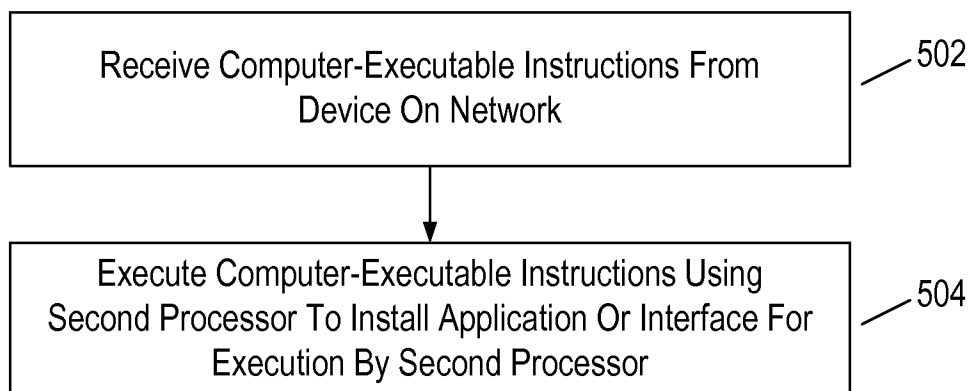 Receive Computer-Executable Instructions From
Device On Network
502
Execute Computer-Executable Instructions Using
Second Processor To Install Application Or Interface For
Execution By Second Processor
504